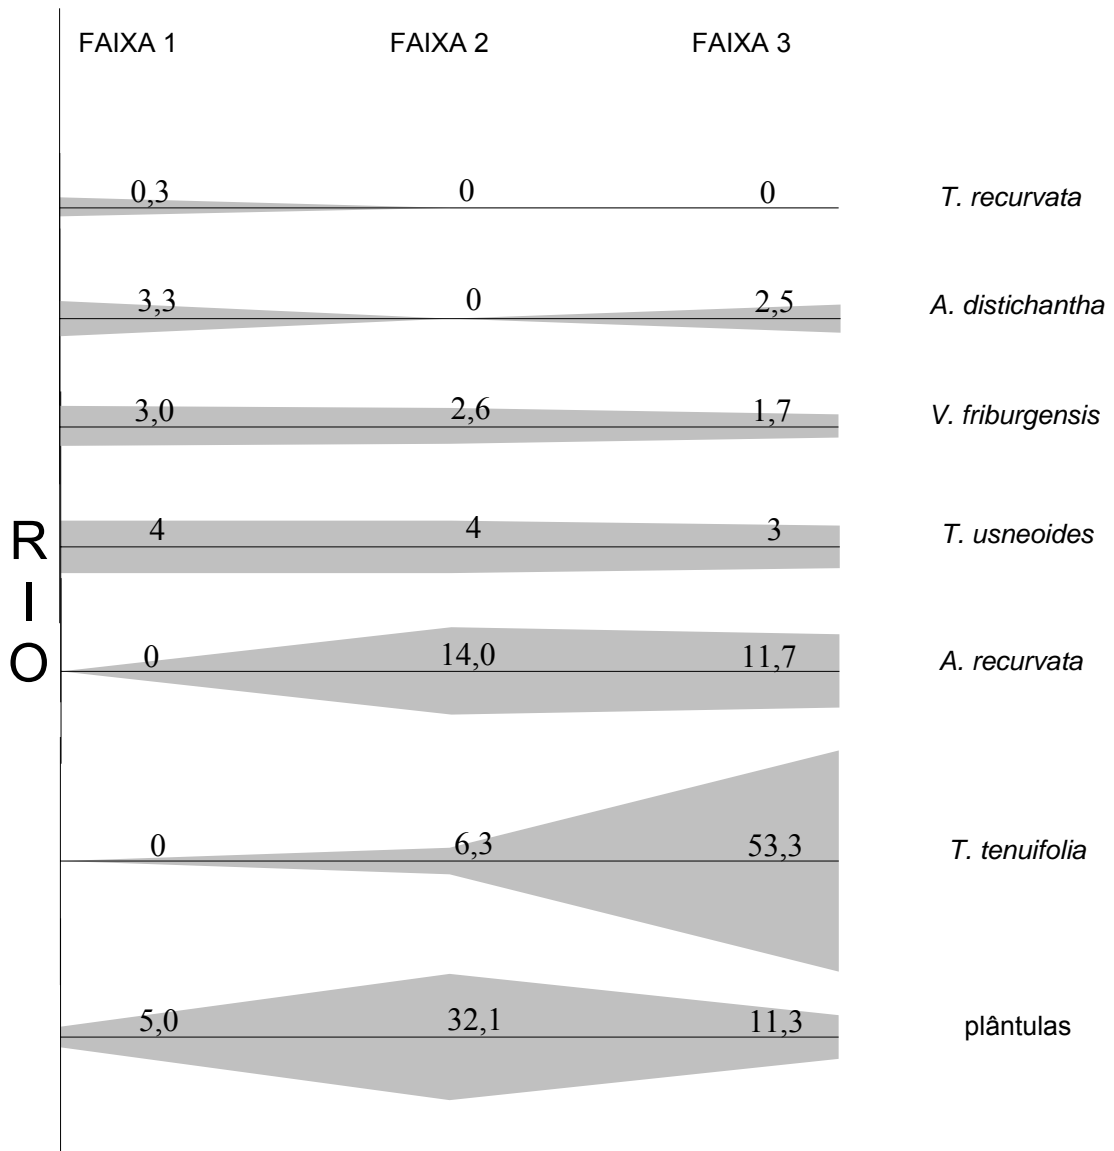 FAIXA 1 FAIXA 2 FAIXA 3
0,3 0 0 T. recurvata
3,3 0 2,5 A. distichantha
3,0 2,6 1,7 V. friburgensis
4 4 3 T. usneoides
RIO
0 14,0 11,7 A. recurvata
0 6,3 53,3 T. tenuifolia
5,0 32,1 11,3 plântulas